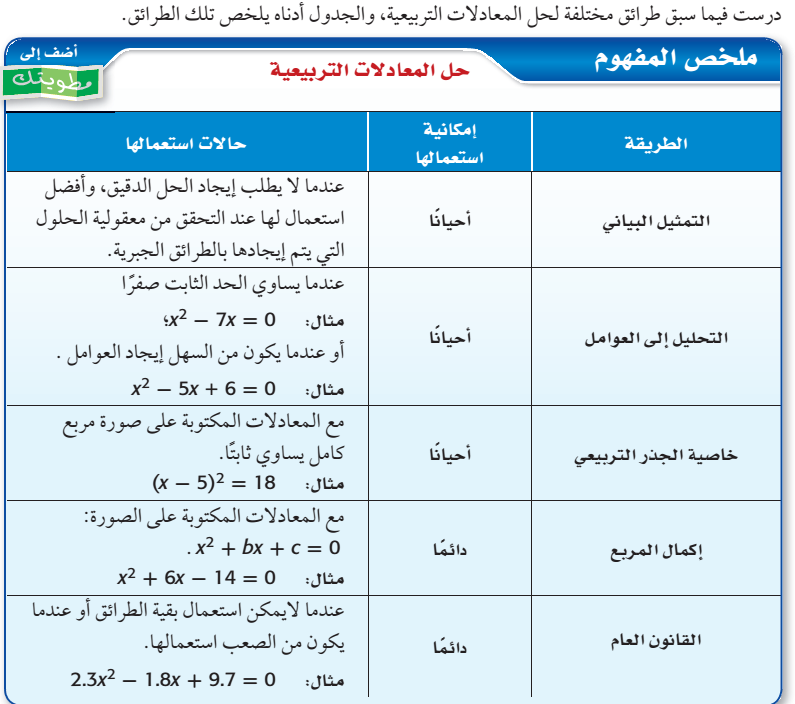 درست فيما سبق طرائق مختلفة لحل المعادلات التربيعية، والجدول أدناه يلخص تلك الطرائق.
ملخص المفهوم
حل المعادلات التربيعية
أضف إلى
مطويتك
الطريقة
إمكانية
استعمالها
حالات استعمالها
التمثيل البياني
أحيانًا
عندما لا يطلب إيجاد الحل الدقيق، وأفضل
استعمال لها عند التحقق من معقولية الحلول
التي يتم إيجادها بالطرائق الجبرية.
التحليل إلى العوامل
أحيانًا
عندما يساوي الحد الثابت صفرًا
مثال: x² − 7x = 0؛
أو عندما يكون من السهل إيجاد العوامل .
مثال: x² − 5x + 6 = 0
خاصية الجذر التربيعي
أحيانًا
مع المعادلات المكتوبة على صورة مربع
كامل يساوي ثابتًا.
مثال: (x − 5)² = 18
إكمال المربع
دائمًا
مع المعادلات المكتوبة على الصورة:
x² + bx + c = 0 .
مثال: x² + 6x − 14 = 0
القانون العام
دائمًا
عندما لايمكن استعمال بقية الطرائق أو عندما
يكون من الصعب استعمالها.
مثال: 2.3x² − 1.8x + 9.7 = 0